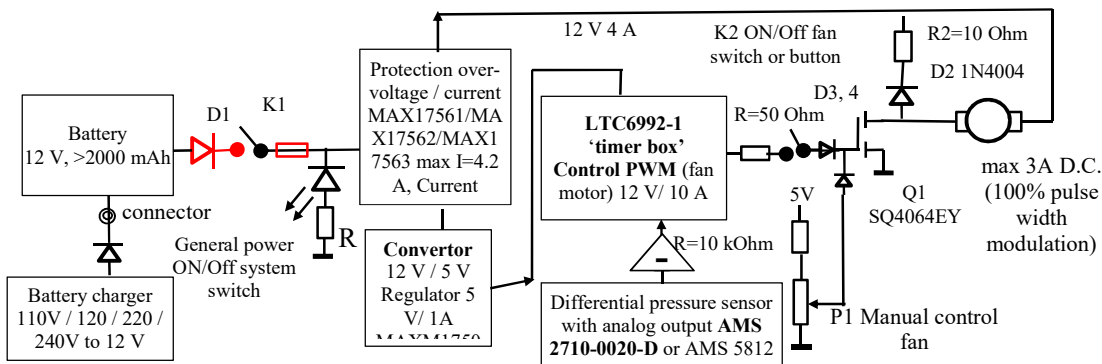 12 V 4 A
K2 ON/Off fan
switch or button
R2=10 Ohm
D2 1N4004
Protection over-
voltage / current
MAX17561/MA
X17562/MAX1
7563 max I=4.2
A, Current
D1
K1
D3, 4
Battery
12 V, >2000 mAh
LTC6992-1
‘timer box’
Control PWM (fan
motor) 12 V/ 10 A
R=50 Ohm
max 3A D.C.
(100% pulse
width
modulation)
connector
5V
Q1
SQ4064EY
General power
ON/Off system
switch
R
Convertor
12 V / 5 V
Regulator 5
V/ 1A
R=10 kOhm
-
Battery charger
110V / 120 / 220 /
240V to 12 V
Differential pressure sensor
with analog output AMS
2710-0020-D or AMS 5812
P1 Manual control
fan